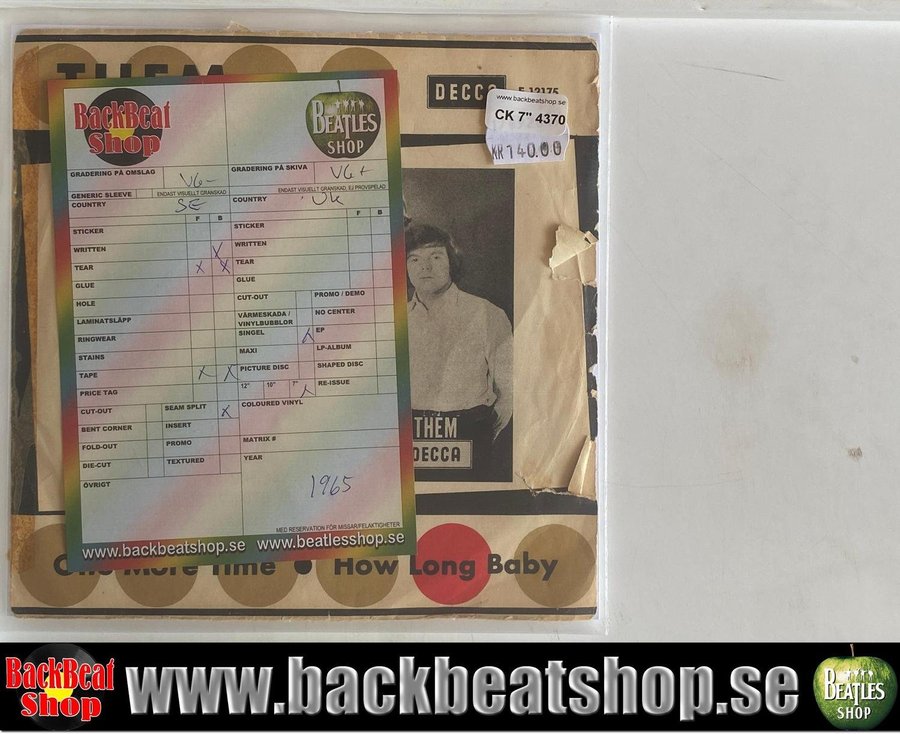 THEM
DECCA
F 12175
www.backbeatshop.se
CK 7" 4370
KR 140.00
BackBeat
Shop
BEATLES
SHOP
GRADERING PÅ OMSLAG VG-
GRADERING PÅ SKIVA VG+
GENERIC SLEEVE
ENDAST VISUELLT GRANSKAD
ENDAST VISUELLT GRANSKAD, EJ PROVSPELAD
COUNTRY SE
COUNTRY UK
F B
F B
STICKER
STICKER
WRITTEN X
WRITTEN
TEAR X X
TEAR
GLUE
GLUE
HOLE
CUT-OUT
PROMO / DEMO
LAMINATSLÄPP
VÄRMESKADA /
VINYLBUBBLOR
NO CENTER
RINGWEAR
SINGEL X
EP
STAINS
MAXI
LP-ALBUM
TAPE X X
PICTURE DISC
SHAPED DISC
PRICE TAG
12" 10" 7" X
RE-ISSUE
CUT-OUT
SEAM SPLIT X
COLOURED VINYL
BENT CORNER
INSERT
FOLD-OUT
PROMO
MATRIX #
DIE-CUT
TEXTURED
YEAR
ÖVRIGT
1965
MED RESERVATION FÖR MISSAR/FELAKTIGHETER
www.backbeatshop.se www.beatlesshop.se
THEM
DECCA
One More Time ● How Long Baby
BackBeat
Shop
www.backbeatshop.se
BEATLES
SHOP